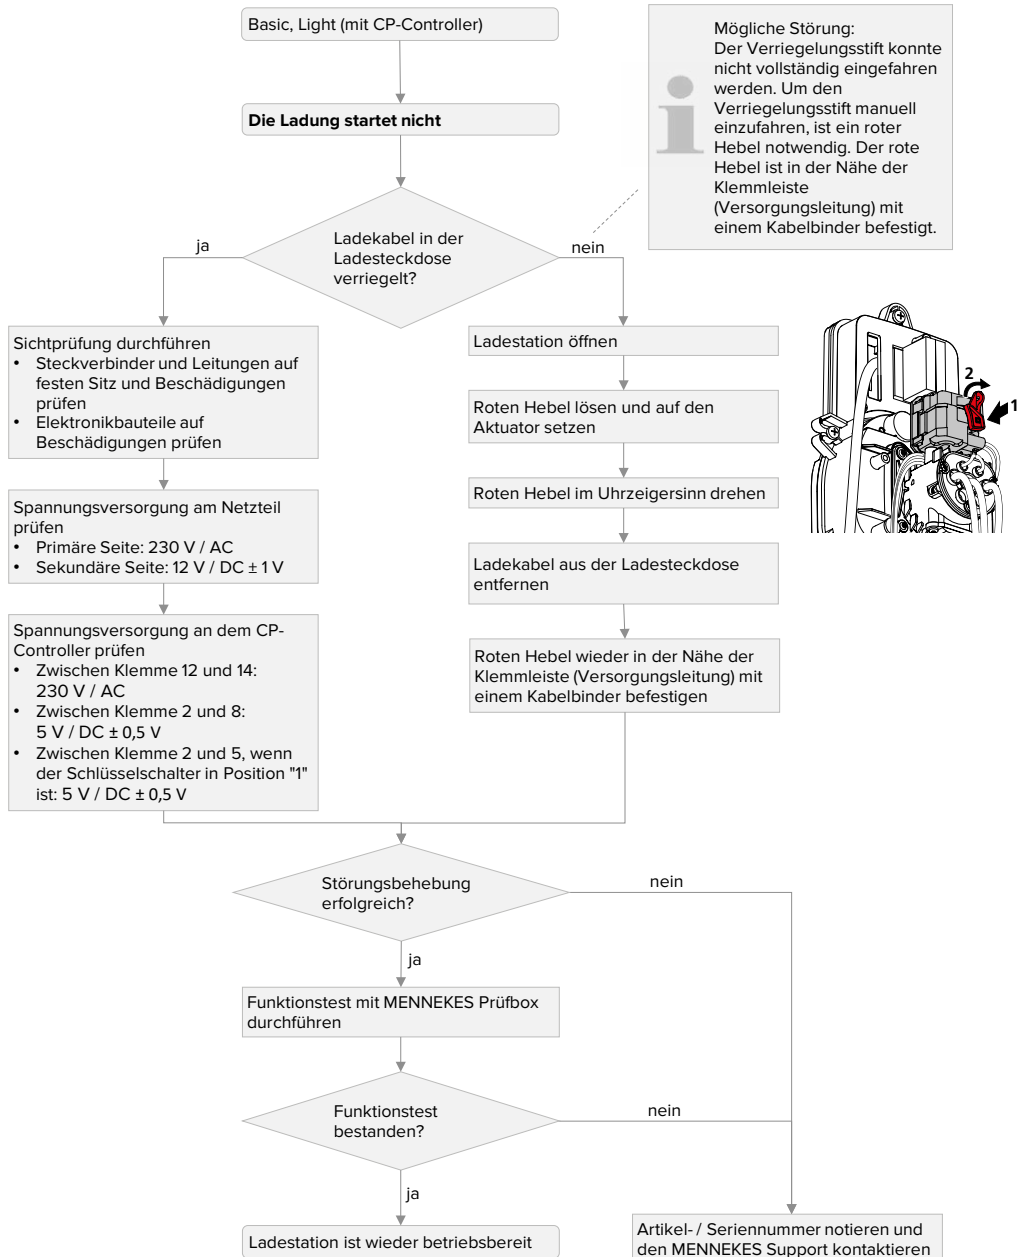 Basic, Light (mit CP-Controller)
Mögliche Störung:
Der Verriegelungsstift konnte
nicht vollständig eingefahren
werden. Um den
Verriegelungsstift manuell
einzufahren, ist ein roter
Hebel notwendig. Der rote
Hebel ist in der Nähe der
Klemmleiste
(Versorgungsleitung) mit
einem Kabelbinder befestigt.
Die Ladung startet nicht
Ladekabel in der
Ladesteckdose
verriegelt?
ja
nein
Sichtprüfung durchführen
• Steckverbinder und Leitungen auf
festen Sitz und Beschädigungen
prüfen
• Elektronikbauteile auf
Beschädigungen prüfen
Spannungsversorgung am Netzteil
prüfen
• Primäre Seite: 230 V / AC
• Sekundäre Seite: 12 V / DC ± 1 V
Spannungsversorgung an dem CP-
Controller prüfen
• Zwischen Klemme 12 und 14:
230 V / AC
• Zwischen Klemme 2 und 8:
5 V / DC ± 0,5 V
• Zwischen Klemme 2 und 5, wenn
der Schlüsselschalter in Position "1"
ist: 5 V / DC ± 0,5 V
Ladestation öffnen
Roten Hebel lösen und auf den
Aktuator setzen
Roten Hebel im Uhrzeigersinn drehen
Ladekabel aus der Ladesteckdose
entfernen
Roten Hebel wieder in der Nähe der
Klemmleiste (Versorgungsleitung) mit
einem Kabelbinder befestigen
2
1
Störungsbehebung
erfolgreich?
nein
ja
Funktionstest mit MENNEKES Prüfbox
durchführen
Funktionstest
bestanden?
nein
ja
Ladestation ist wieder betriebsbereit
Artikel- / Seriennummer notieren und
den MENNEKES Support kontaktieren